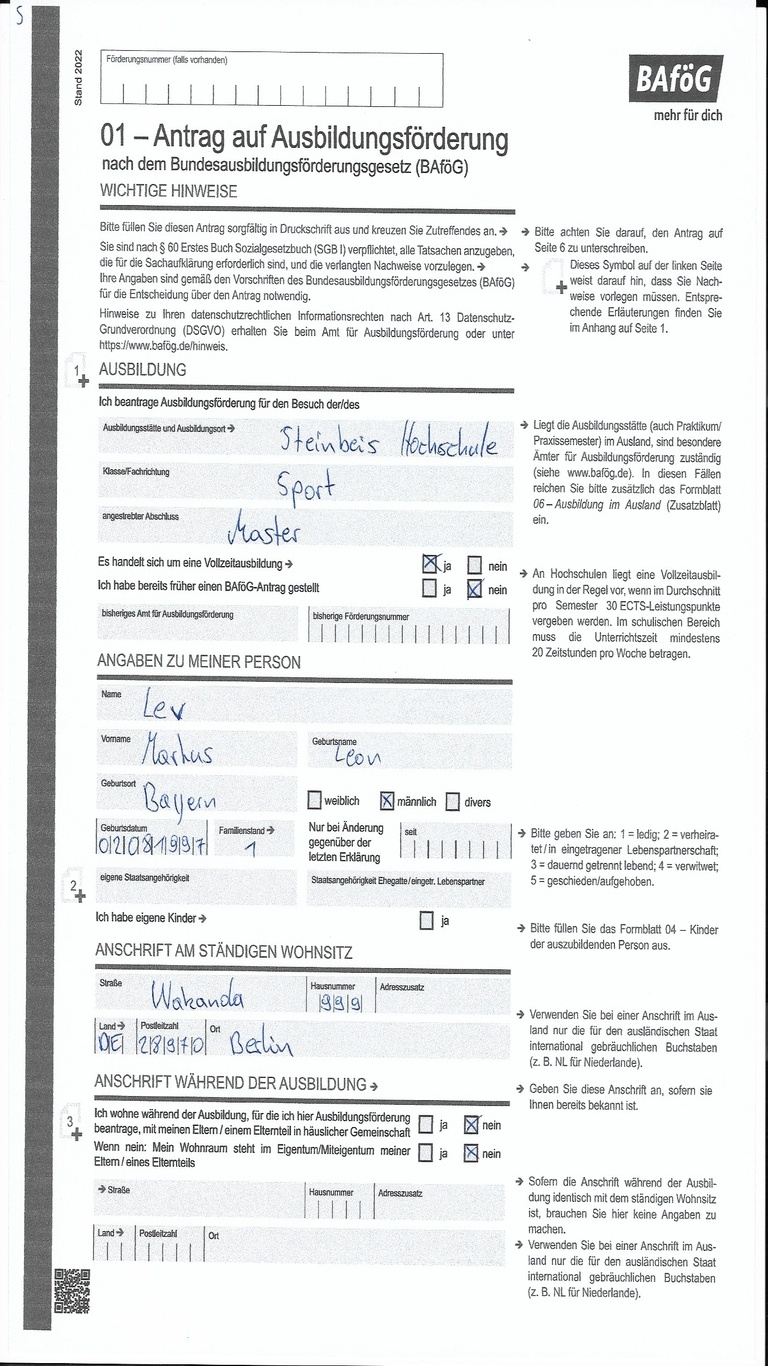 S
Stand 2022
Förderungsnummer (falls vorhanden)
BAföG
mehr für dich
01 – Antrag auf Ausbildungsförderung
nach dem Bundesausbildungsförderungsgesetz (BAföG)
WICHTIGE HINWEISE
Bitte füllen Sie diesen Antrag sorgfältig in Druckschrift aus und kreuzen Sie Zutreffendes an. →
Sie sind nach § 60 Erstes Buch Sozialgesetzbuch (SGB I) verpflichtet, alle Tatsachen anzugeben,
die für die Sachaufklärung erforderlich sind, und die verlangten Nachweise vorzulegen. →
Ihre Angaben sind gemäß den Vorschriften des Bundesausbildungsförderungsgesetzes (BAföG)
für die Entscheidung über den Antrag notwendig.
Hinweise zu Ihren datenschutzrechtlichen Informationsrechten nach Art. 13 Datenschutz-
Grundverordnung (DSGVO) erhalten Sie beim Amt für Ausbildungsförderung oder unter
https://www.bafög.de/hinweis.
→ Bitte achten Sie darauf, den Antrag auf
Seite 6 zu unterschreiben.
→ Dieses Symbol auf der linken Seite
weist darauf hin, dass Sie Nach-
weise vorlegen müssen. Entspre-
chende Erläuterungen finden Sie
im Anhang auf Seite 1.
1 AUSBILDUNG
Ich beantrage Ausbildungsförderung für den Besuch der/des
Ausbildungsstätte und Ausbildungsort → Steinbeis Hochschule
Klasse/Fachrichtung Sport
angestrebter Abschluss Master
Es handelt sich um eine Vollzeitausbildung → ja nein
Ich habe bereits früher einen BAföG-Antrag gestellt ja nein
bisheriges Amt für Ausbildungsförderung bisherige Förderungsnummer
→ Liegt die Ausbildungsstätte (auch Praktikum/
Praxissemester) im Ausland, sind besondere
Ämter für Ausbildungsförderung zuständig
(siehe www.bafög.de). In diesen Fällen
reichen Sie bitte zusätzlich das Formblatt
06 – Ausbildung im Ausland (Zusatzblatt)
ein.
→ An Hochschulen liegt eine Vollzeitausbil-
dung in der Regel vor, wenn im Durchschnitt
pro Semester 30 ECTS-Leistungspunkte
vergeben werden. Im schulischen Bereich
muss die Unterrichtszeit mindestens
20 Zeitstunden pro Woche betragen.
ANGABEN ZU MEINER PERSON
Name Lev
Vorname Markus Geburtsname Leon
Geburtsort Bayern weiblich männlich divers
Geburtsdatum 02081997 Familienstand → 1
Nur bei Änderung
gegenüber der
letzten Erklärung
seit
2 eigene Staatsangehörigkeit Staatsangehörigkeit Ehegatte/eingetr. Lebenspartner
Ich habe eigene Kinder → ja
→ Bitte geben Sie an: 1 = ledig; 2 = verheira-
tet / in eingetragener Lebenspartnerschaft;
3 = dauernd getrennt lebend; 4 = verwitwet;
5 = geschieden/aufgehoben.
→ Bitte füllen Sie das Formblatt 04 – Kinder
der auszubildenden Person aus.
ANSCHRIFT AM STÄNDIGEN WOHNSITZ
Straße Wakanda Hausnummer 999 Adresszusatz
Land → DE Postleitzahl 28970 Ort Berlin
→ Verwenden Sie bei einer Anschrift im Aus-
land nur die für den ausländischen Staat
international gebräuchlichen Buchstaben
(z. B. NL für Niederlande).
ANSCHRIFT WÄHREND DER AUSBILDUNG →
→ Geben Sie diese Anschrift an, sofern sie
Ihnen bereits bekannt ist.
3 Ich wohne während der Ausbildung, für die ich hier Ausbildungsförderung
beantrage, mit meinen Eltern / einem Elternteil in häuslicher Gemeinschaft ja nein
Wenn nein: Mein Wohnraum steht im Eigentum/Miteigentum meiner
Eltern / eines Elternteils ja nein
→ Straße Hausnummer Adresszusatz
Land → Postleitzahl Ort
→ Sofern die Anschrift während der Ausbil-
dung identisch mit dem ständigen Wohnsitz
ist, brauchen Sie hier keine Angaben zu
machen.
→ Verwenden Sie bei einer Anschrift im Aus-
land nur die für den ausländischen Staat
international gebräuchlichen Buchstaben
(z. B. NL für Niederlande).